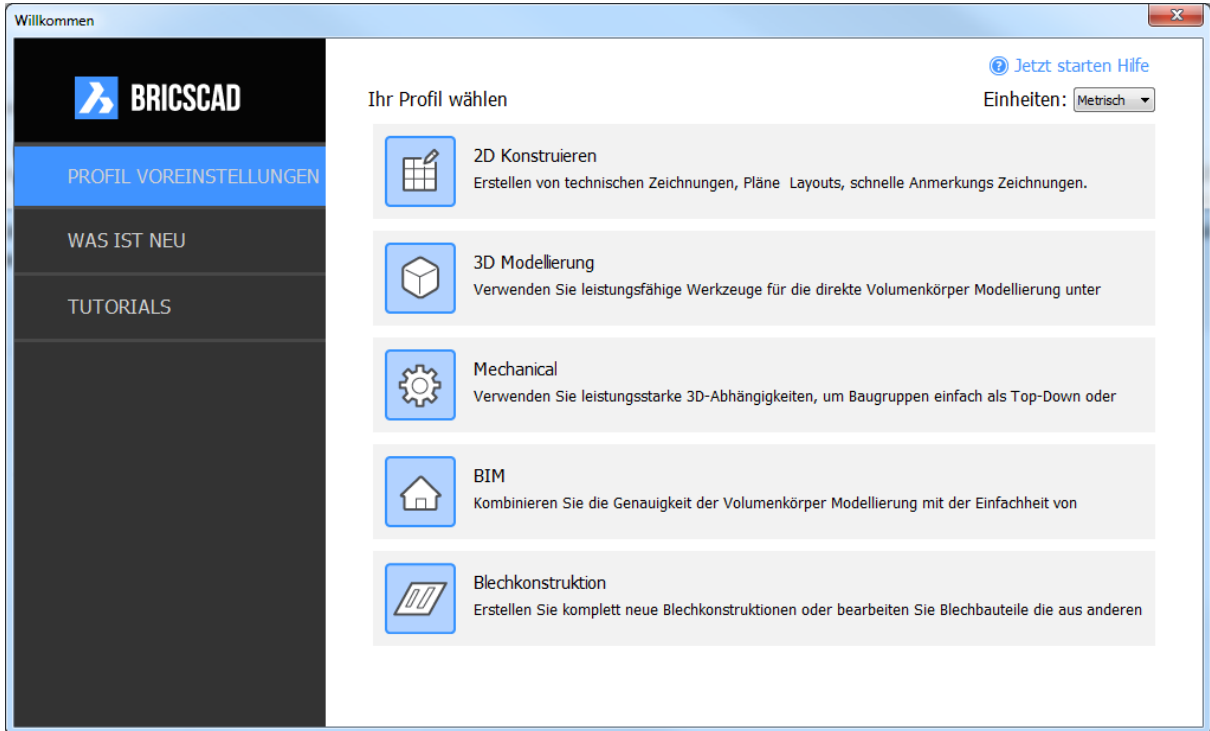 Willkommen
BRICSCAD
PROFIL VOREINSTELLUNGEN
WAS IST NEU
TUTORIALS
Jetzt starten Hilfe
Ihr Profil wählen
Einheiten: Metrisch
2D Konstruieren
Erstellen von technischen Zeichnungen, Pläne Layouts, schnelle Anmerkungs Zeichnungen.
3D Modellierung
Verwenden Sie leistungsfähige Werkzeuge für die direkte Volumenkörper Modellierung unter
Mechanical
Verwenden Sie leistungsstarke 3D-Abhängigkeiten, um Baugruppen einfach als Top-Down oder
BIM
Kombinieren Sie die Genauigkeit der Volumenkörper Modellierung mit der Einfachheit von
Blechkonstruktion
Erstellen Sie komplett neue Blechkonstruktionen oder bearbeiten Sie Blechbauteile die aus anderen